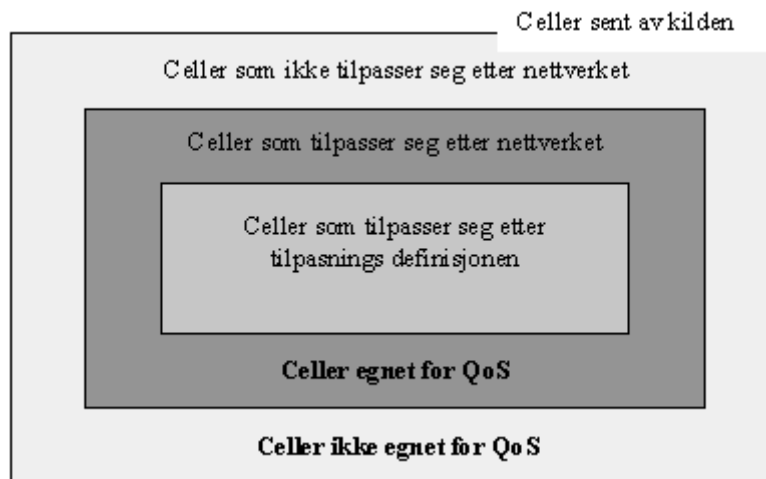 Celler sent av kilden
Celler som ikke tilpasser seg etter nettverket
Celler som tilpasser seg etter nettverket
Celler som tilpasser seg etter
tilpasnings definisjonen
Celler egnet for QoS
Celler ikke egnet for QoS